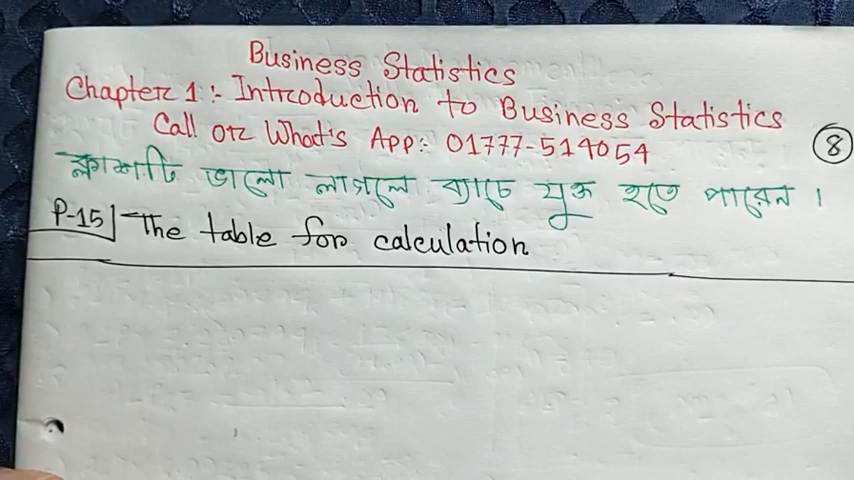 Business Statistics
Chapter 1:- Introduction to Business Statistics
Call or What's App:- 01777-514054
8
ক্লাশটি ভালো লাগলে ব্যাচে যুক্ত হতে পারেন।
P-15 The table for calculation